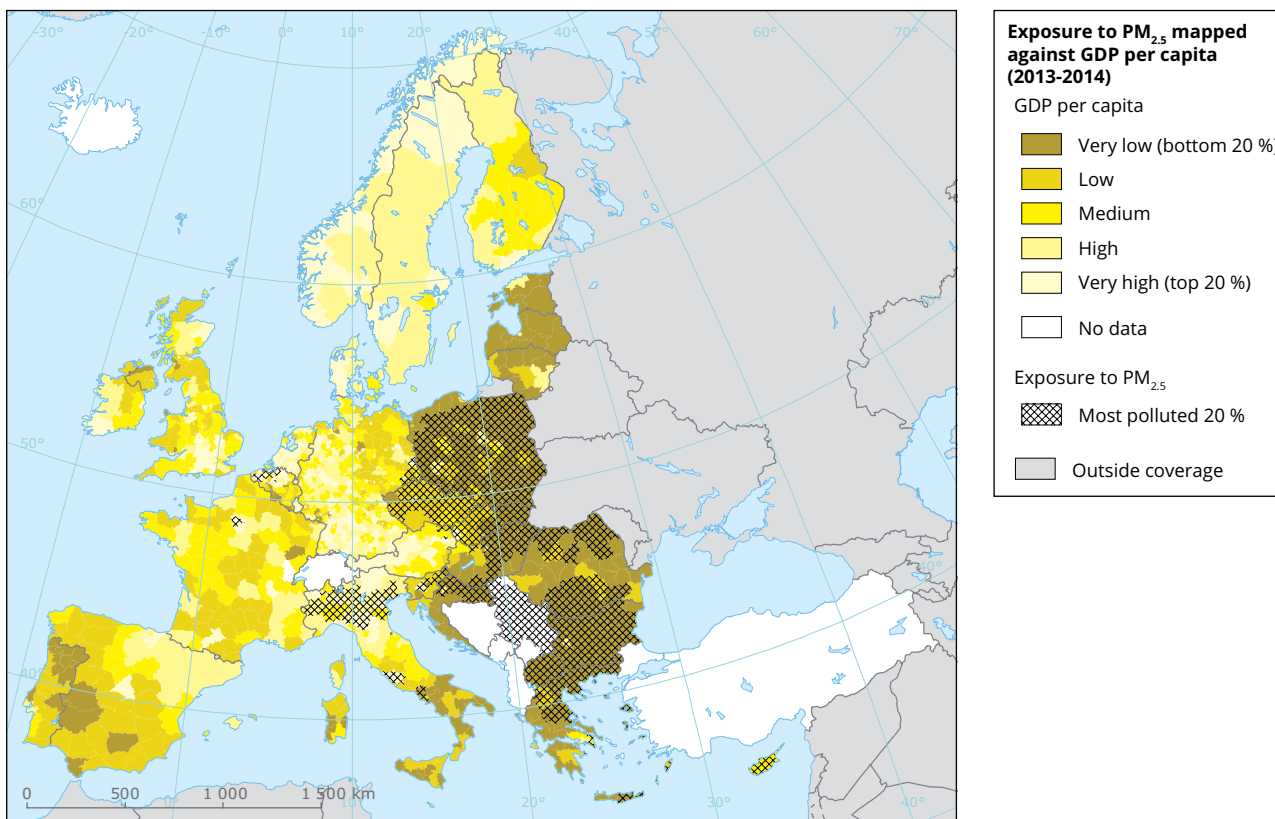 -30°
-20°
-10°
0°
10°
20°
30°
40°
50°
60°
70°
60°
50°
40°
40°
0
500
1 000
1 500 km
0°
10°
20°
30°
40°
Exposure to PM2.5 mapped
against GDP per capita
(2013-2014)
GDP per capita
Very low (bottom 20 %)
Low
Medium
High
Very high (top 20 %)
No data
Exposure to PM2.5
Most polluted 20 %
Outside coverage